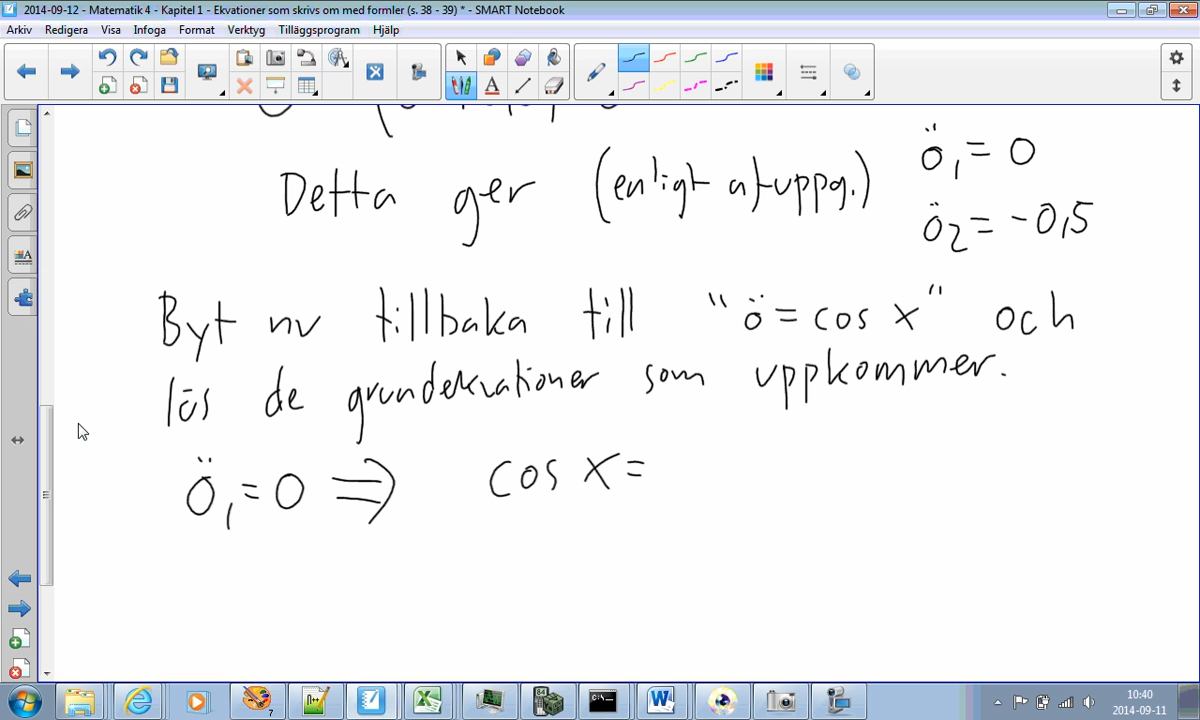 2014-09-12 - Matematik 4 - Kapitel 1 - Ekvationer som skrivs om med formler (s. 38 - 39) * - SMART Notebook
Arkiv Redigera Visa Infoga Format Verktyg Tilläggsprogram Hjälp
Detta ger (enligt a)-uppg.) ö₁ = 0
ö₂ = -0,5
Byt nu tillbaka till "ö = cos x" och
lös de grundekvationer som uppkommer.
ö₁ = 0 ⇒ cos x =
10:40
2014-09-11